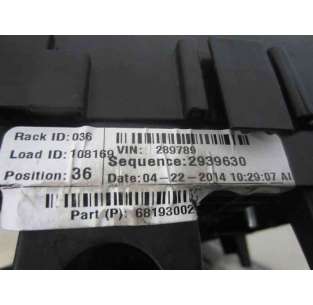 Rack ID: 036
VIN: 289789
Load ID: 108169
Sequence: 2939630
Position: 36
Date: 04-22-2014 10:29:07 AM
Part (P): 68193002